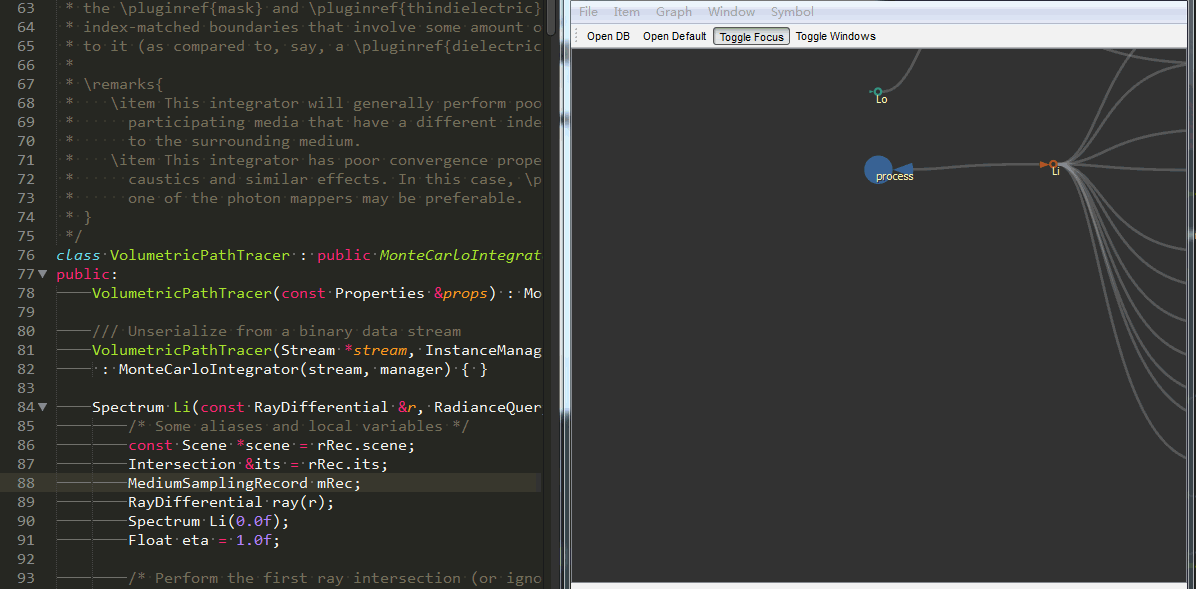 63 * the \pluginref{mask} and \pluginref{thindielectric}
64 * index-matched boundaries that involve some amount o
65 * to it (as compared to, say, a \pluginref{dielectric
66 *
67 * \remarks{
68 *    \item This integrator will generally perform poo
69 *      participating media that have a different inde
70 *      to the surrounding medium.
71 *    \item This integrator has poor convergence prope
72 *      caustics and similar effects. In this case, \p
73 *      one of the photon mappers may be preferable.
74 * }
75 */
76 class VolumetricPathTracer : public MonteCarloIntegrat
77 public:
78     VolumetricPathTracer(const Properties &props) : Mo
79
80     /// Unserialize from a binary data stream
81     VolumetricPathTracer(Stream *stream, InstanceManag
82      : MonteCarloIntegrator(stream, manager) { }
83
84     Spectrum Li(const RayDifferential &r, RadianceQuer
85         /* Some aliases and local variables */
86         const Scene *scene = rRec.scene;
87         Intersection &its = rRec.its;
88         MediumSamplingRecord mRec;
89         RayDifferential ray(r);
90         Spectrum Li(0.0f);
91         Float eta = 1.0f;
92
93         /* Perform the first ray intersection (or igno
File Item Graph Window Symbol
Open DB Open Default Toggle Focus Toggle Windows
Lo
process
Li